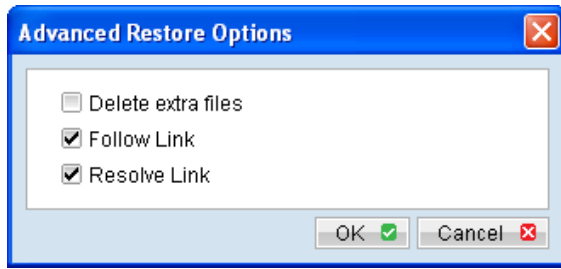 Advanced Restore Options
Delete extra files
Follow Link
Resolve Link
OK Cancel